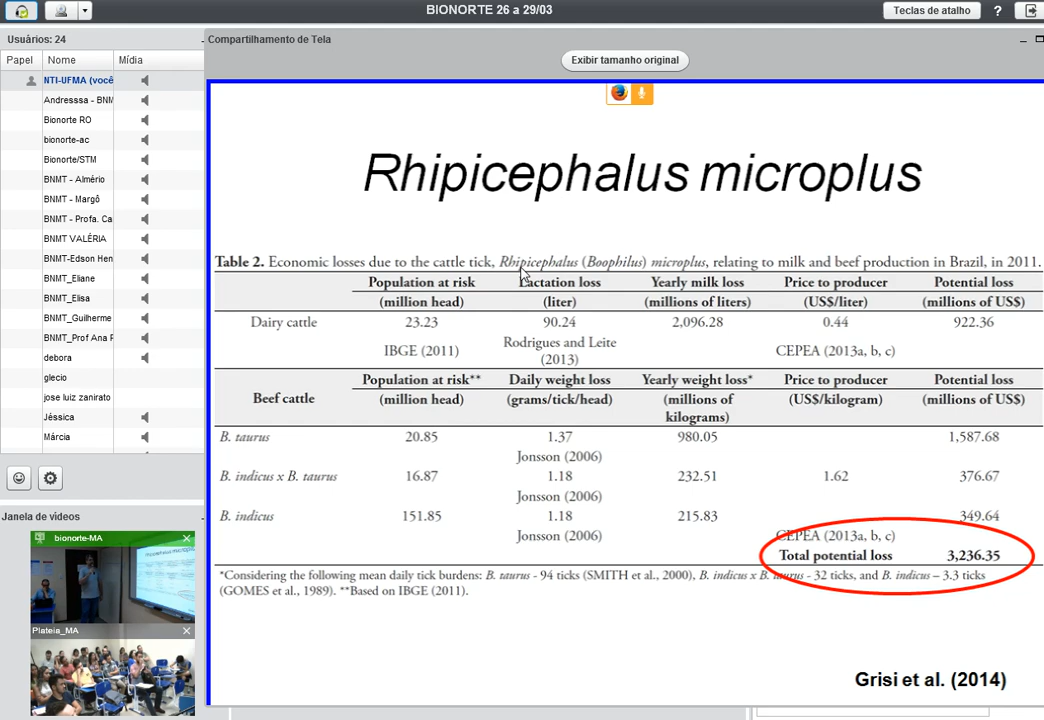 BIONORTE 26 a 29/03
Teclas de atalho
?
Usuários: 24
Papel Nome Mídia
NTI-UFMA (você
Andresssa - BNM
Bionorte RO
bionorte-ac
Bionorte/STM
BNMT - Almério
BNMT - Margô
BNMT - Profa. Ca
BNMT VALÉRIA
BNMT-Edson Hen
BNMT_Eliane
BNMT_Elisa
BNMT_Guilherme
BNMT_Prof Ana F
debora
glecio
jose luiz zanirato
Jéssica
Márcia
Janela de videos
bionorte-MA
Plateia_MA
Compartilhamento de Tela
Exibir tamanho original
Rhipicephalus microplus
Table 2. Economic losses due to the cattle tick, Rhipicephalus (Boophilus) microplus, relating to milk and beef production in Brazil, in 2011.
Population at risk Lactation loss Yearly milk loss Price to producer Potential loss
(million head) (liter) (millions of liters) (US$/liter) (millions of US$)
Dairy cattle 23.23 90.24 2,096.28 0.44 922.36
IBGE (2011) Rodrigues and Leite CEPEA (2013a, b, c)
(2013)
Population at risk** Daily weight loss Yearly weight loss* Price to producer Potential loss
Beef cattle (million head) (grams/tick/head) (millions of (US$/kilogram) (millions of US$)
kilograms)
B. taurus 20.85 1.37 980.05 1,587.68
Jonsson (2006)
B. indicus x B. taurus 16.87 1.18 232.51 1.62 376.67
Jonsson (2006)
B. indicus 151.85 1.18 215.83 349.64
Jonsson (2006) CEPEA (2013a, b, c)
Total potential loss 3,236.35
*Considering the following mean daily tick burdens: B. taurus - 94 ticks (SMITH et al., 2000), B. indicus x B. taurus - 32 ticks, and B. indicus – 3.3 ticks
(GOMES et al., 1989). **Based on IBGE (2011).
Grisi et al. (2014)